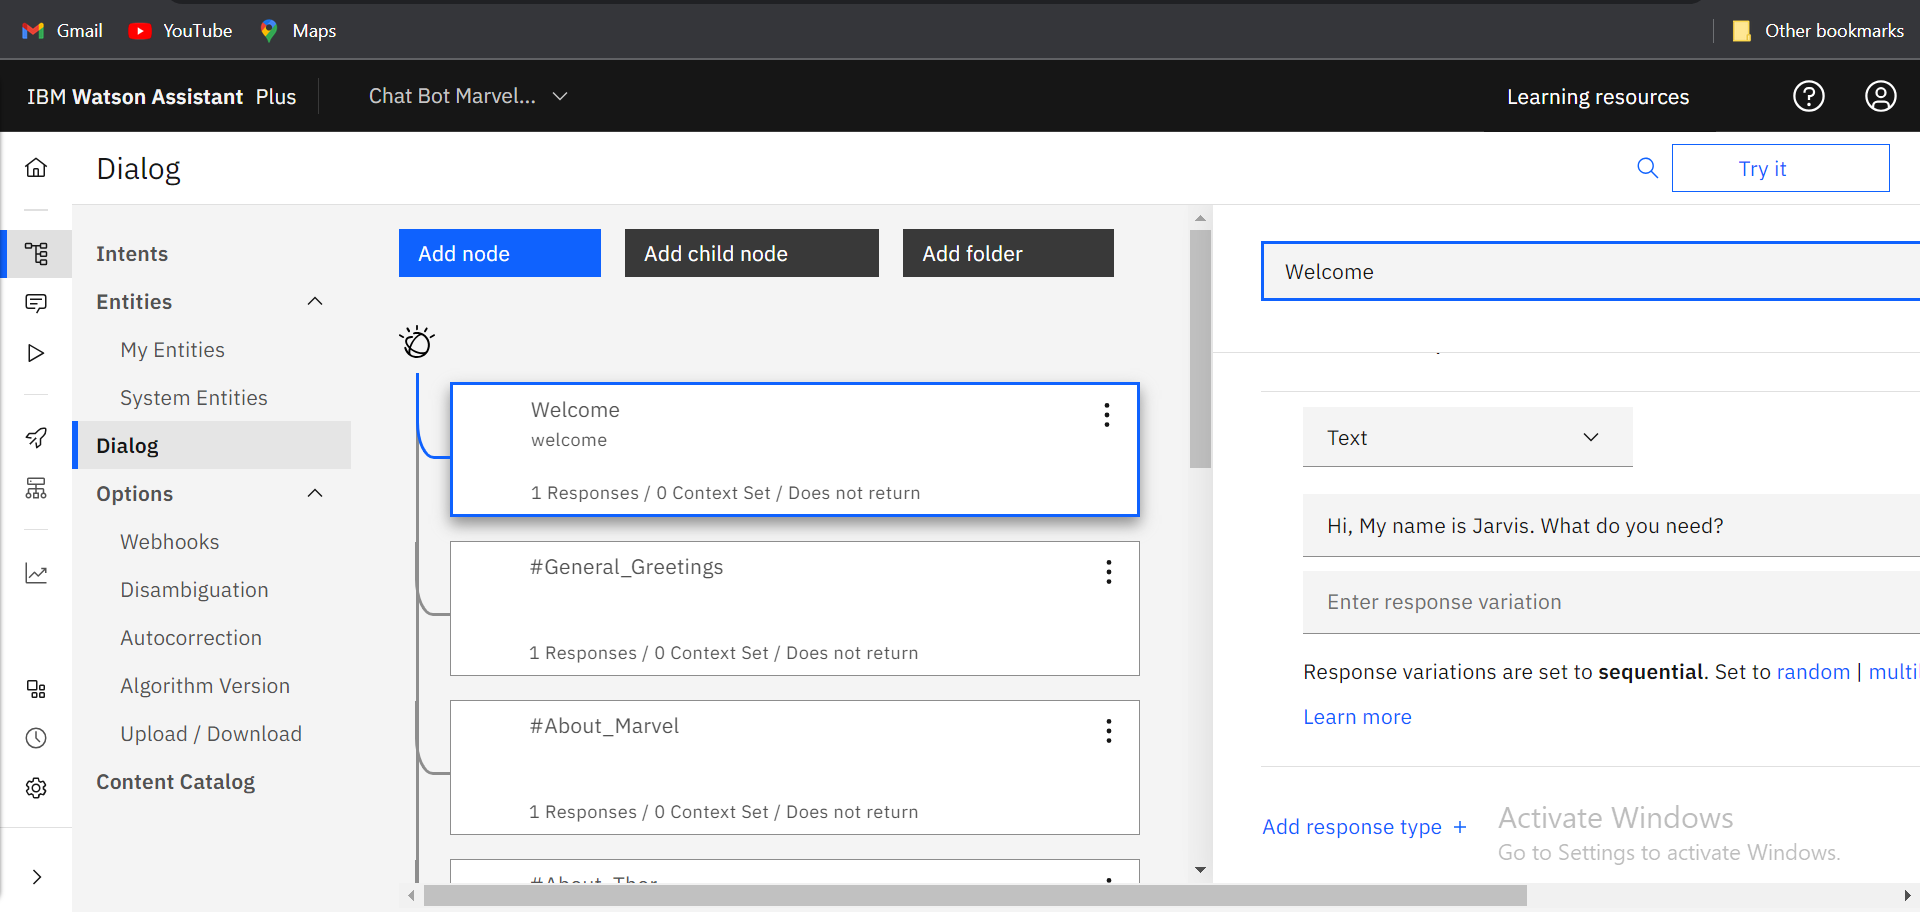 Gmail YouTube Maps Other bookmarks
IBM Watson Assistant Plus Chat Bot Marvel... Learning resources
Dialog Try it
Intents
Entities
My Entities
System Entities
Dialog
Options
Webhooks
Disambiguation
Autocorrection
Algorithm Version
Upload / Download
Content Catalog
Add node Add child node Add folder
Welcome
welcome
1 Responses / 0 Context Set / Does not return
#General_Greetings
1 Responses / 0 Context Set / Does not return
#About_Marvel
1 Responses / 0 Context Set / Does not return
#About_Thor
Welcome
Text
Hi, My name is Jarvis. What do you need?
Enter response variation
Response variations are set to sequential. Set to random | multil
Learn more
Add response type +
Activate Windows
Go to Settings to activate Windows.